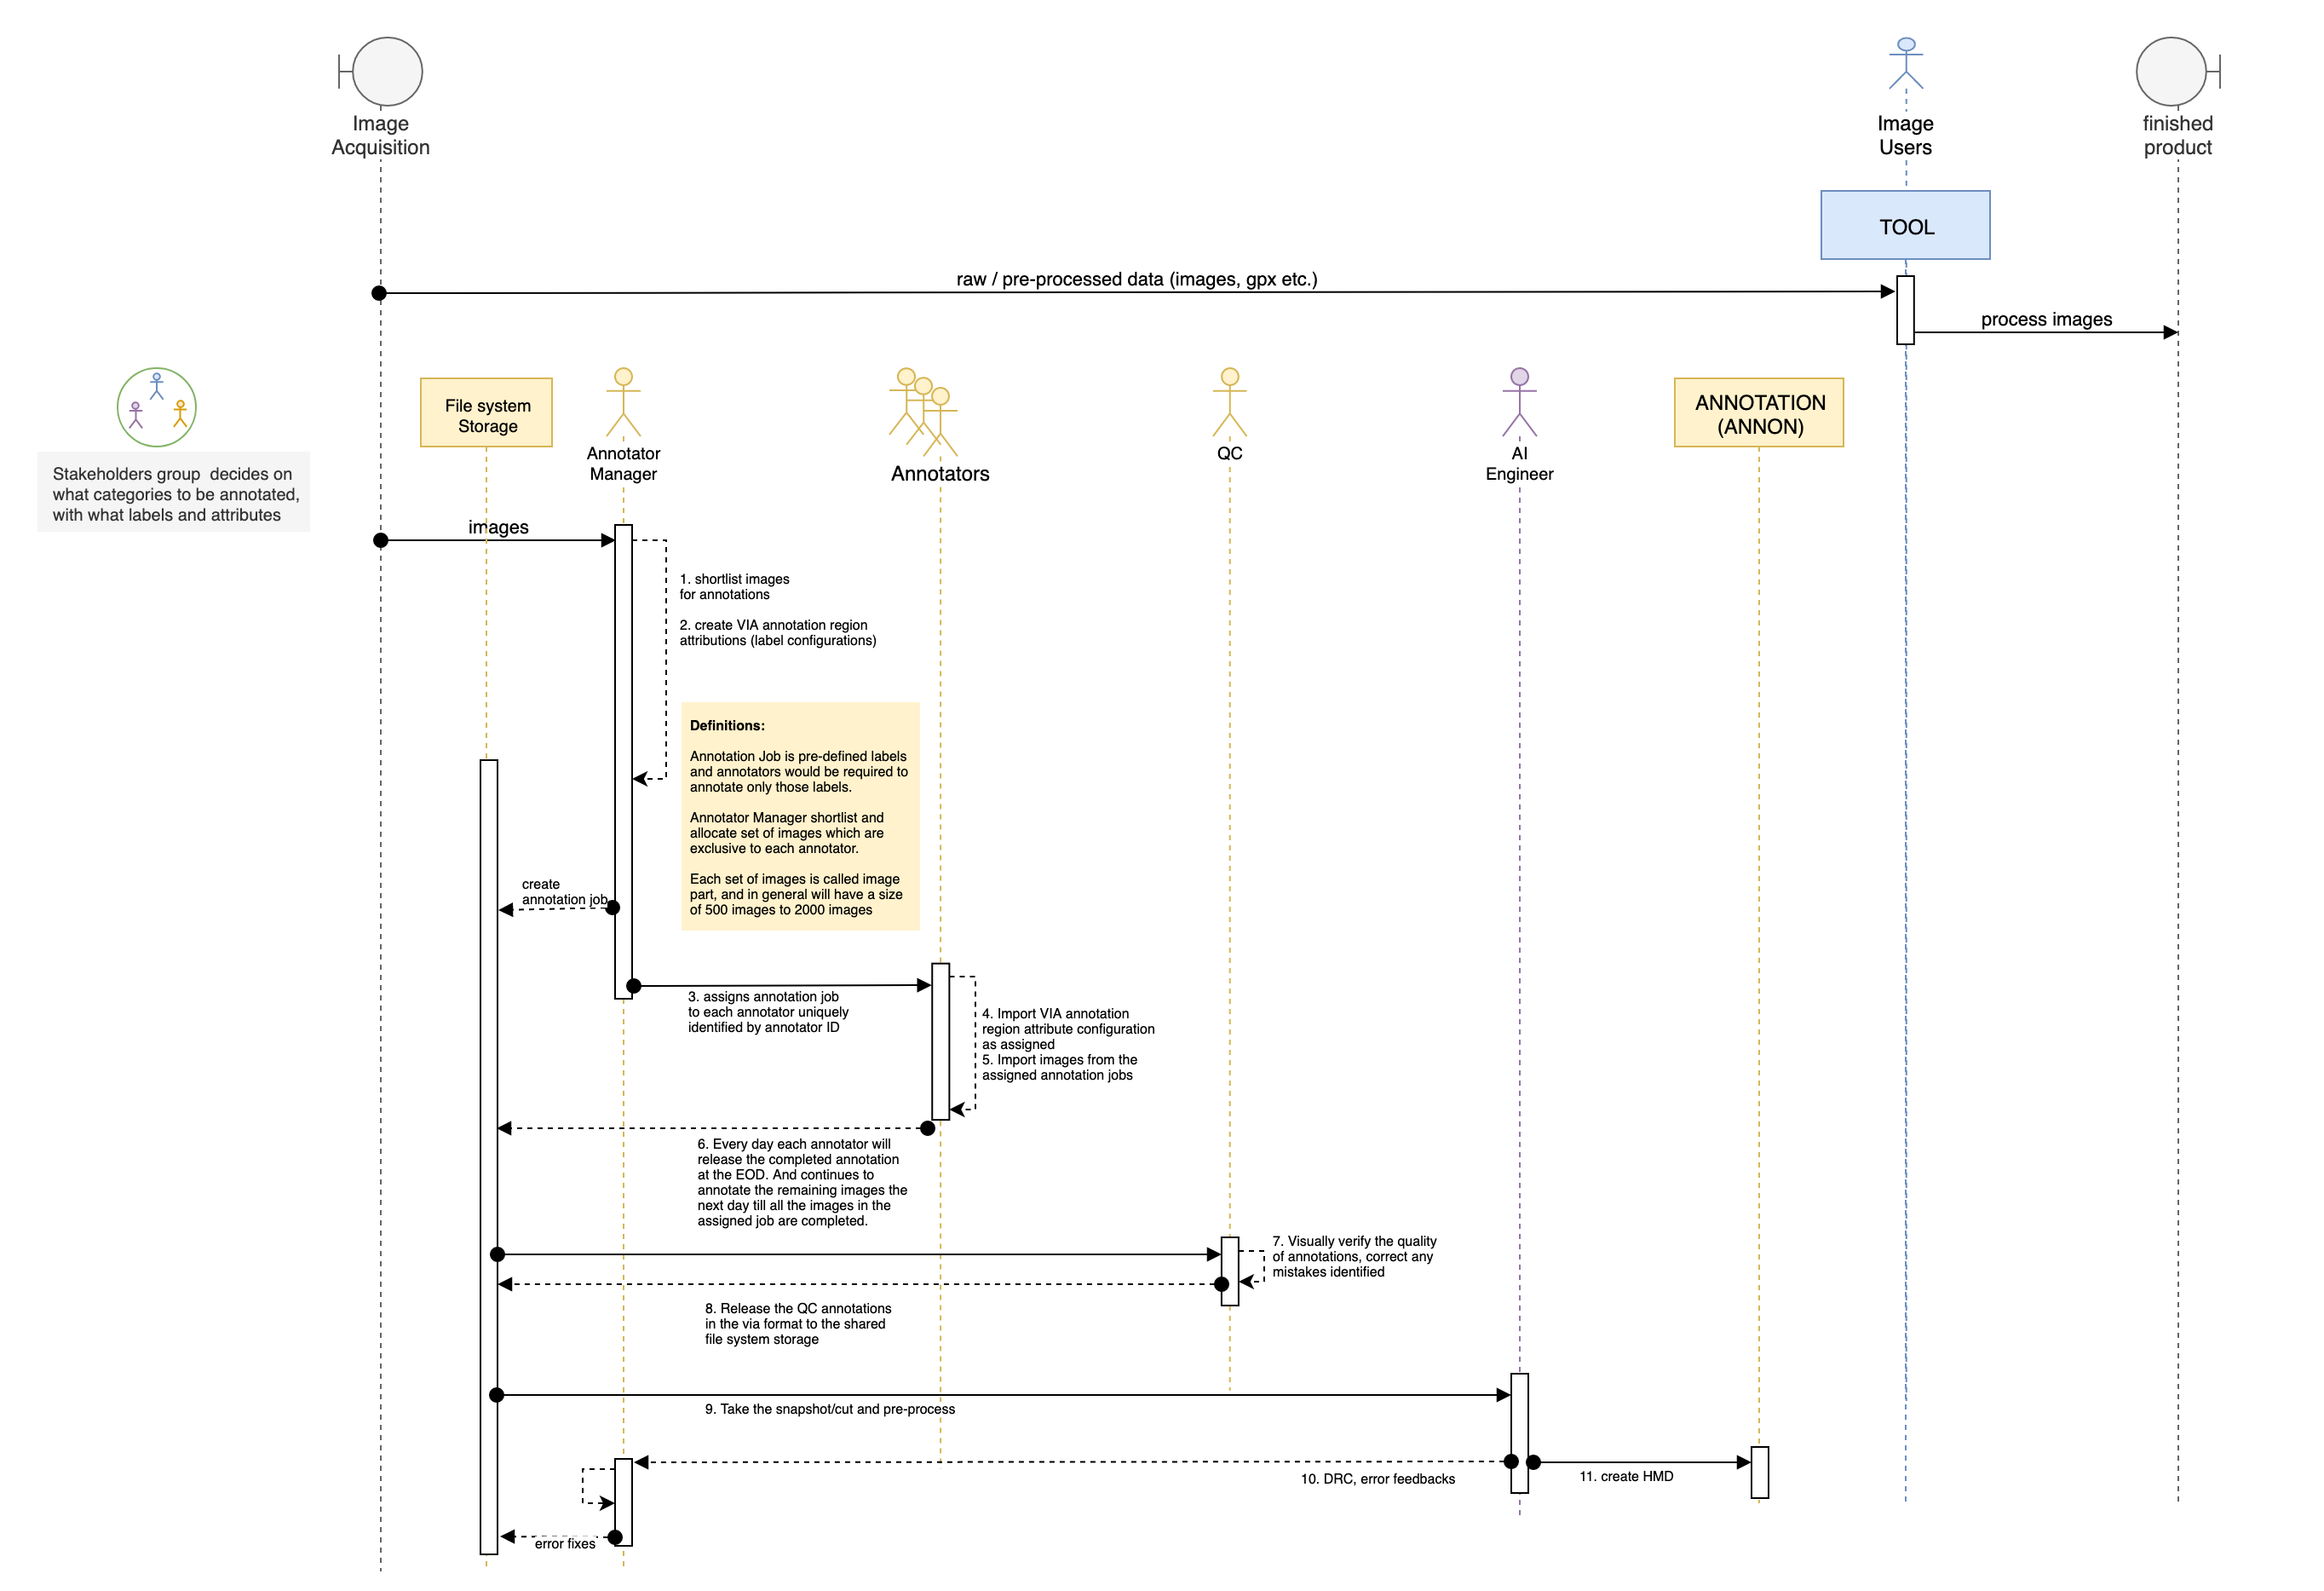 Image
Acquisition
Image
Users
finished
product
TOOL
raw / pre-processed data (images, gpx etc.)
process images
File system
Storage
Annotator
Manager
Annotators
QC
AI
Engineer
ANNOTATION
(ANNON)
Stakeholders group  decides on
what categories to be annotated,
with what labels and attributes
images
1. shortlist images
for annotations
2. create VIA annotation region
attributions (label configurations)
Definitions:
Annotation Job is pre-defined labels
and annotators would be required to
annotate only those labels.
Annotator Manager shortlist and
allocate set of images which are
exclusive to each annotator.
Each set of images is called image
part, and in general will have a size
of 500 images to 2000 images
create
annotation job
3. assigns annotation job
to each annotator uniquely
identified by annotator ID
4. Import VIA annotation
region attribute configuration
as assigned
5. Import images from the
assigned annotation jobs
6. Every day each annotator will
release the completed annotation
at the EOD. And continues to
annotate the remaining images the
next day till all the images in the
assigned job are completed.
7. Visually verify the quality
of annotations, correct any
mistakes identified
8. Release the QC annotations
in the via format to the shared
file system storage
9. Take the snapshot/cut and pre-process
10. DRC, error feedbacks
11. create HMD
error fixes